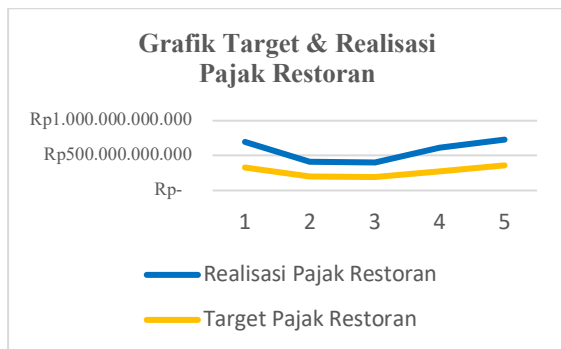 Grafik Target & Realisasi
Pajak Restoran
Rp1.000.000.000.000
Rp500.000.000.000
Rp-
1 2 3 4 5
Realisasi Pajak Restoran
Target Pajak Restoran